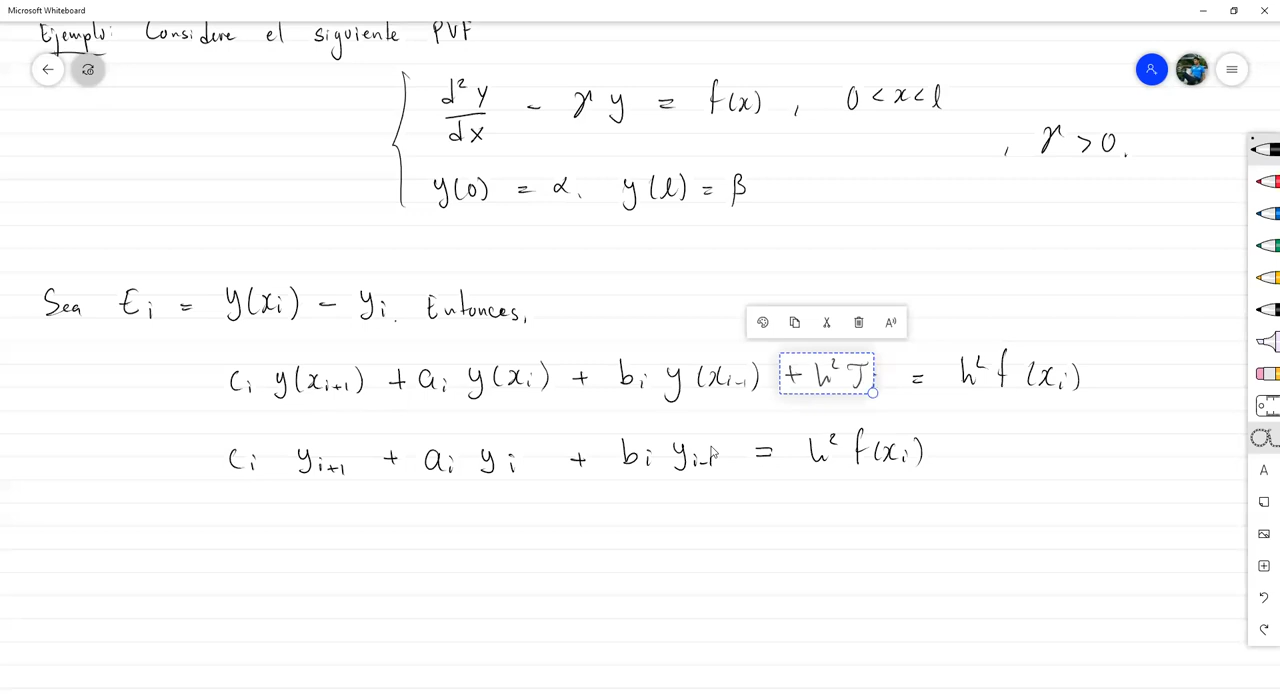 Microsoft Whiteboard
Ejemplo: Considere el siguiente PVF
d²y/dx - γ y = f(x), 0 < x < l
, γ > 0.
y(0) = α. y(l) = β
Sea Ei = y(xi) - yi. Entonces,
ci y(xi+1) + ai y(xi) + bi y(xi-1) + h² T = h² f(xi)
ci yi+1 + ai yi + bi yi-1 = h² f(xi)
A